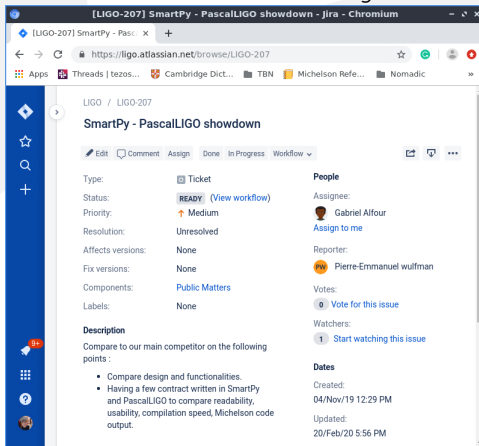 [LIGO-207] SmartPy - PascalLIGO showdown - Jira - Chromium
[LIGO-207] SmartPy - Pasc
https://ligo.atlassian.net/browse/LIGO-207
Apps Threads | tezos... Cambridge Dict... TBN Michelson Refe... Nomadic »
LIGO / LIGO-207
SmartPy - PascalLIGO showdown
Edit Comment Assign Done In Progress Workflow
Type: Ticket
Status: READY (View workflow)
Priority: Medium
Resolution: Unresolved
Affects versions: None
Fix versions: None
Components: Public Matters
Labels: None
Description
Compare to our main competitor on the following
points :
• Compare design and functionalities.
• Having a few contract written in SmartPy
and PascalLIGO to compare readability,
usability, compilation speed, Michelson code
output.
People
Assignee:
Gabriel Alfour
Assign to me
Reporter:
PW Pierre-Emmanuel wulfman
Votes:
0 Vote for this issue
Watchers:
1 Start watching this issue
Dates
Created:
04/Nov/19 12:29 PM
Updated:
20/Feb/20 5:56 PM
9+